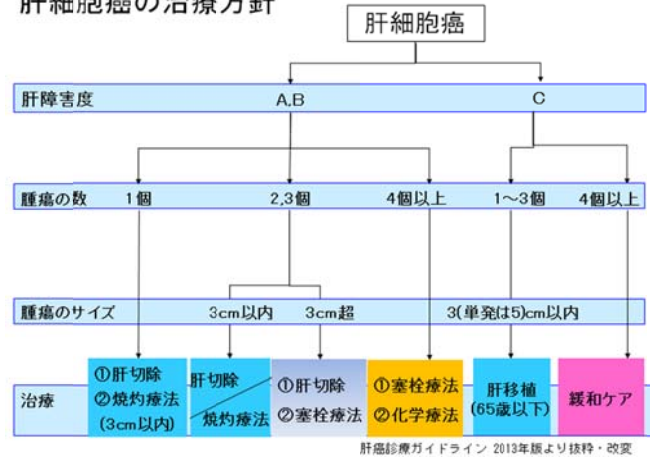 肝細胞癌の治療方針
肝細胞癌
肝障害度 A,B C
腫瘍の数 1個 2,3個 4個以上 1～3個 4個以上
腫瘍のサイズ 3cm以内 3cm超 3(単発は5)cm以内
治療
①肝切除
②焼灼療法
(3cm以内)
肝切除
焼灼療法
①肝切除
②塞栓療法
①塞栓療法
②化学療法
肝移植
(65歳以下)
緩和ケア
肝癌診療ガイドライン 2013年版より抜粋・改変